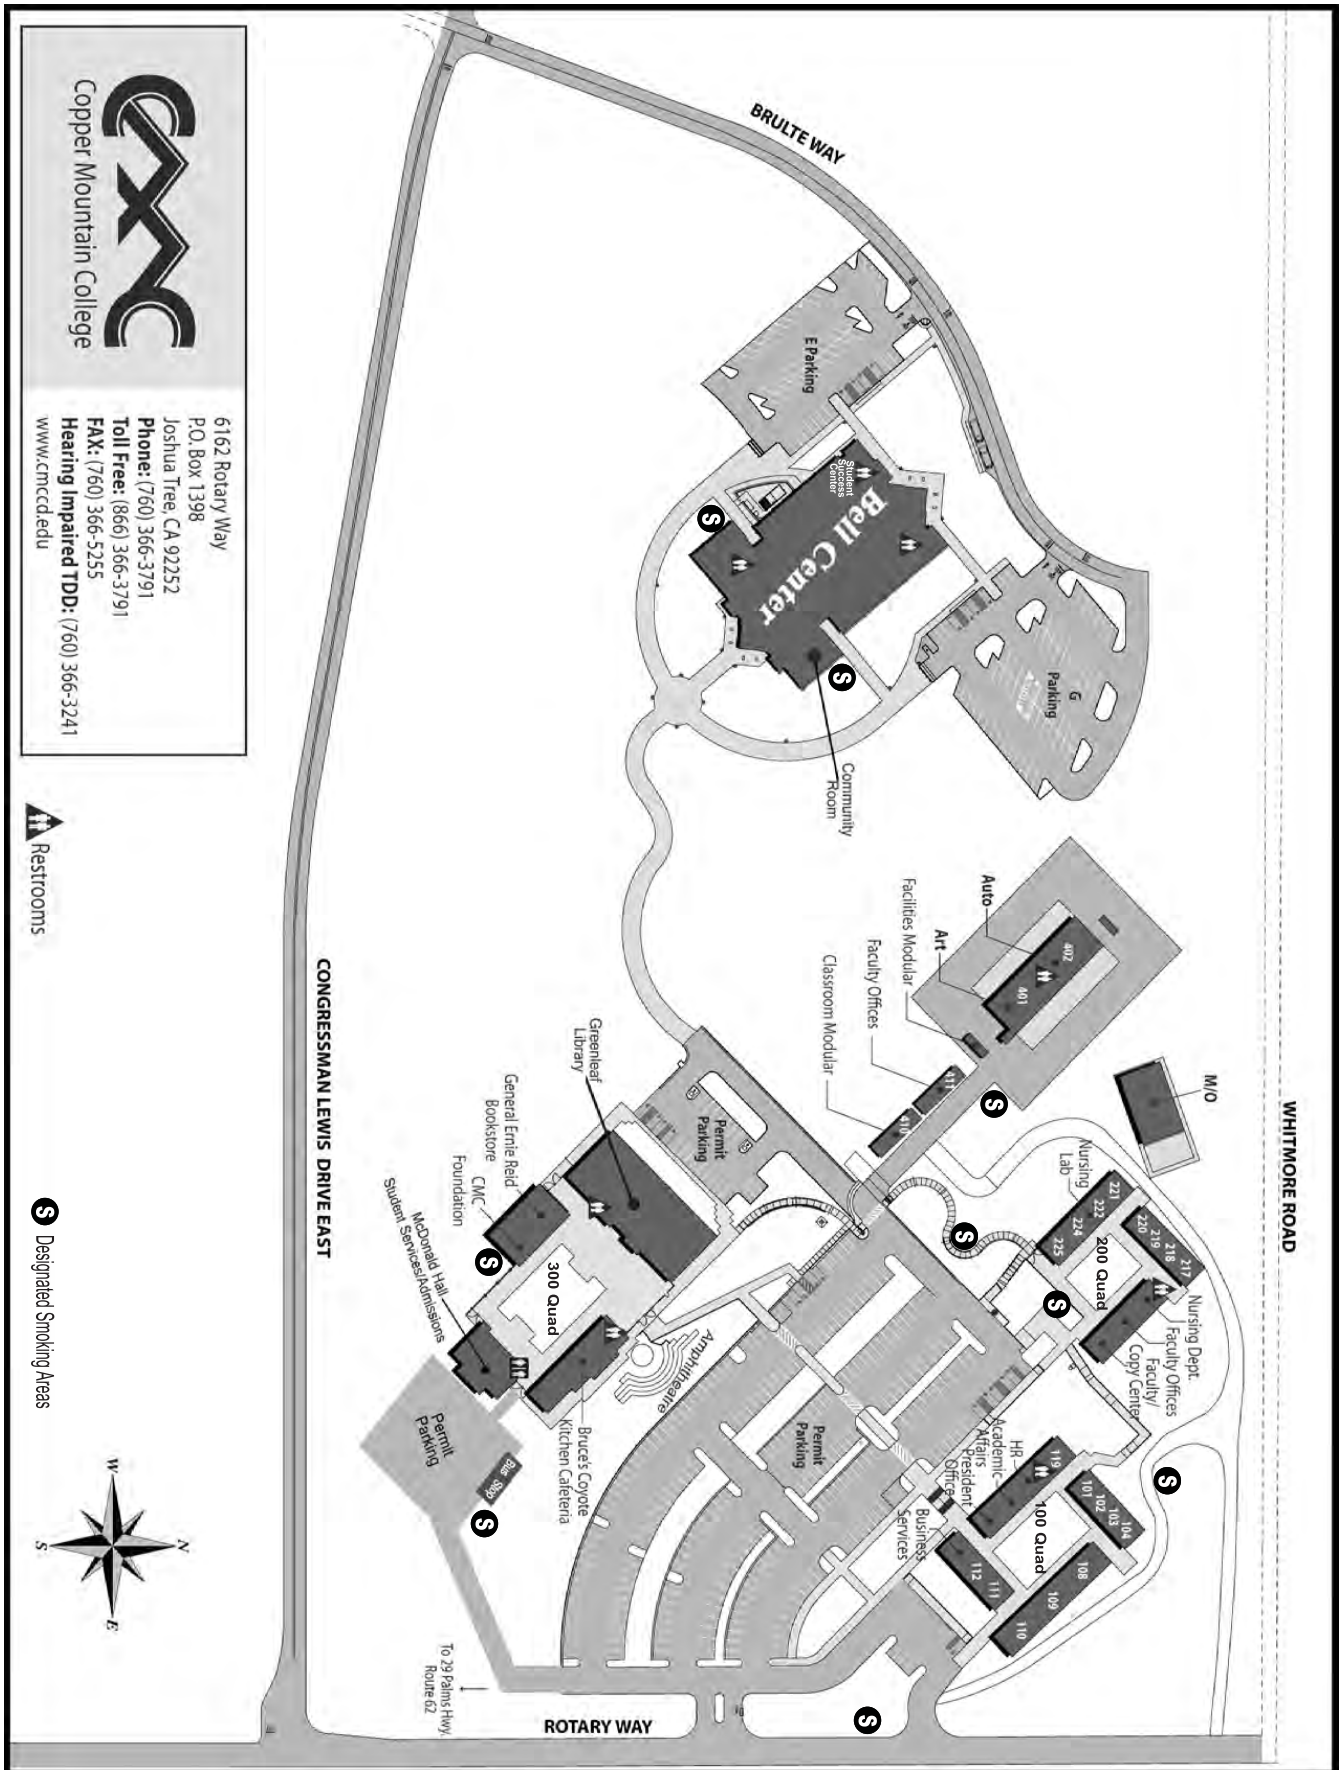 CMC
Copper Mountain College
6162 Rotary Way
P.O. Box 1398
Joshua Tree, CA 92252
Phone: (760) 366-3791
Toll Free: (866) 366-3791
FAX: (760) 366-5255
Hearing Impaired TDD: (760) 366-3241
www.cmccd.edu
Restrooms
S Designated Smoking Areas
N
W
E
S
WHITMORE ROAD
BRULTE WAY
CONGRESSMAN LEWIS DRIVE EAST
ROTARY WAY
To 29 Palms Hwy.
Route 62
E Parking
Student
Success
Center
Bell Center
S
S
G
Parking
Community
Room
Auto
402
401
Art
Facilities Modular
Faculty Offices
411
Classroom Modular
410
S
M/O
Nursing
Lab
221
222
224
225
220
219
218
217
200 Quad
S
S
Nursing Dept.
Faculty Offices
Faculty/
Copy Center
HR
Academic
Affairs
President
Office
119
101
102
103
104
100 Quad
108
109
110
111
112
Business
Services
S
S
Permit
Parking
Permit
Parking
Greenleaf
Library
General Ernie Reid
Bookstore
CMC
Foundation
S
McDonald Hall
Student Services/Admissions
300 Quad
Amphitheatre
Bruce's Coyote
Kitchen Cafeteria
Permit
Parking
Bus Stop
S